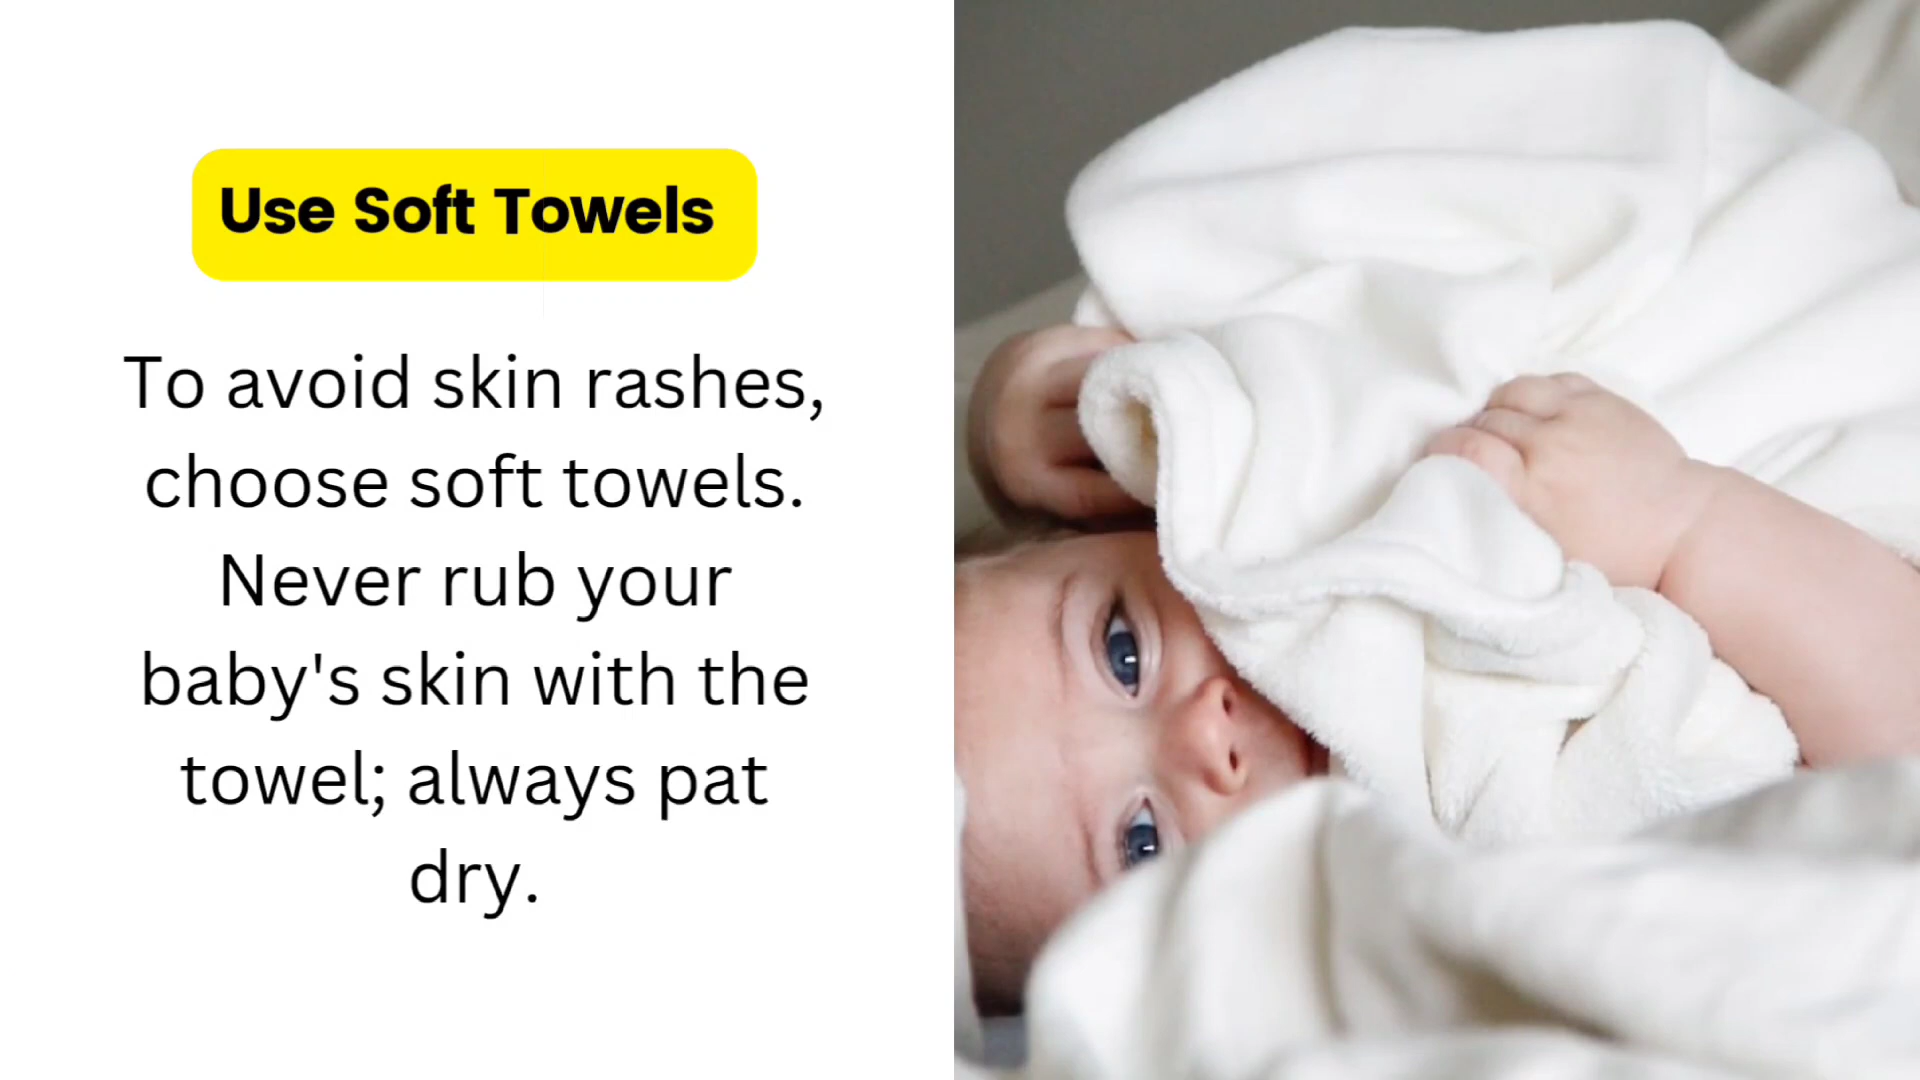 Use Soft Towels
To avoid skin rashes,
choose soft towels.
Never rub your
baby's skin with the
towel; always pat
dry.